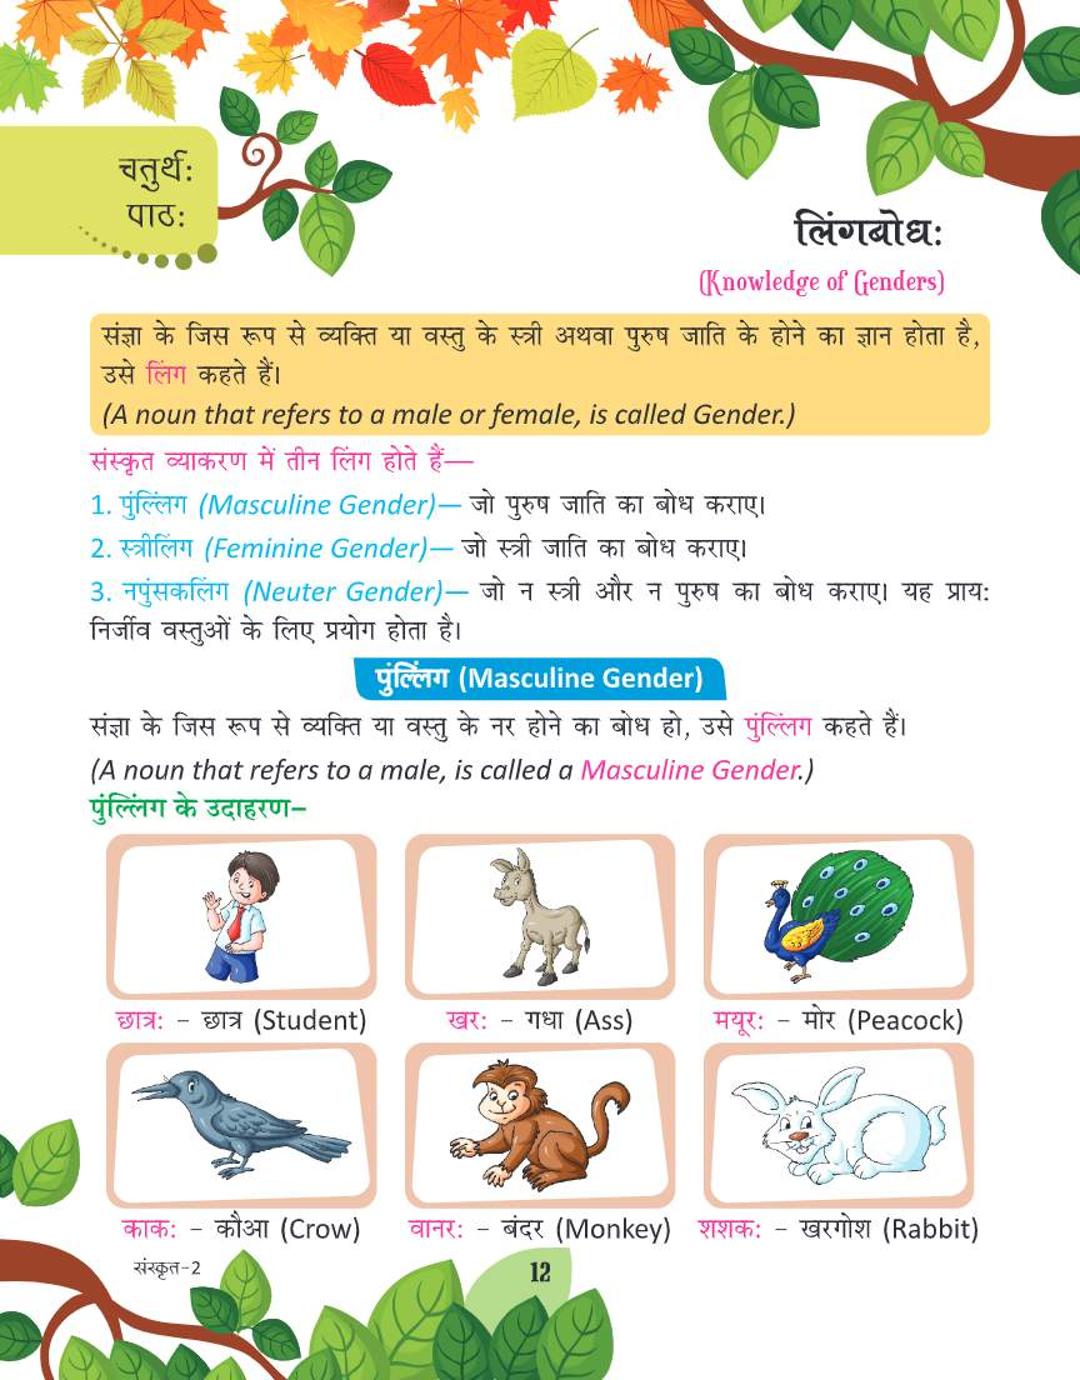 चतुर्थ:
पाठ:
लिंगबोध:
(Knowledge of Genders)
संज्ञा के जिस रूप से व्यक्ति या वस्तु के स्त्री अथवा पुरुष जाति के होने का ज्ञान होता है,
उसे लिंग कहते हैं।
(A noun that refers to a male or female, is called Gender.)
संस्कृत व्याकरण में तीन लिंग होते हैं—
1. पुंल्लिंग (Masculine Gender)— जो पुरुष जाति का बोध कराए।
2. स्त्रीलिंग (Feminine Gender)— जो स्त्री जाति का बोध कराए।
3. नपुंसकलिंग (Neuter Gender)— जो न स्त्री और न पुरुष का बोध कराए। यह प्राय:
निर्जीव वस्तुओं के लिए प्रयोग होता है।
पुंल्लिंग (Masculine Gender)
संज्ञा के जिस रूप से व्यक्ति या वस्तु के नर होने का बोध हो, उसे पुंल्लिंग कहते हैं।
(A noun that refers to a male, is called a Masculine Gender.)
पुंल्लिंग के उदाहरण–
छात्र: – छात्र (Student)
खर: – गधा (Ass)
मयूर: – मोर (Peacock)
काक: – कौआ (Crow)
वानर: – बंदर (Monkey)
शशक: – खरगोश (Rabbit)
संस्कृत-2
12